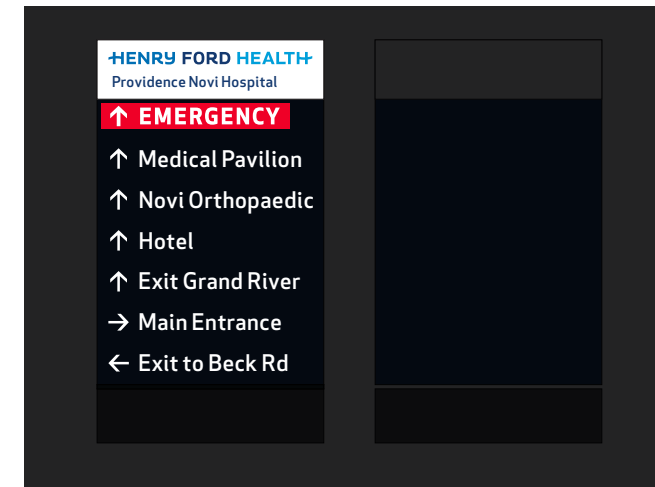 HENRY FORD HEALTH
Providence Novi Hospital
↑ EMERGENCY
↑ Medical Pavilion
↑ Novi Orthopaedic
↑ Hotel
↑ Exit Grand River
→ Main Entrance
← Exit to Beck Rd